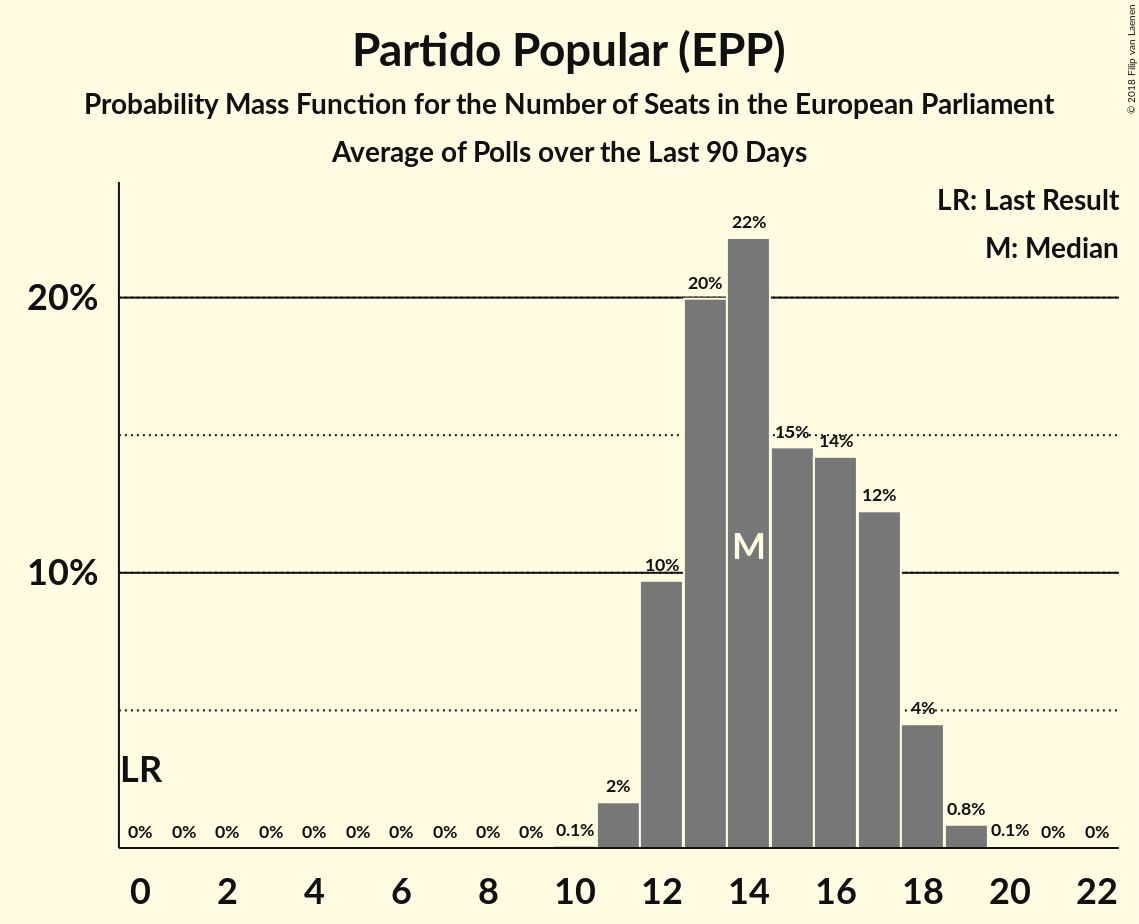 Partido Popular (EPP)
Probability Mass Function for the Number of Seats in the European Parliament
Average of Polls over the Last 90 Days
© 2018 Filip van Laenen
LR: Last Result
M: Median
22%
20%
20%
15%
14%
12%
10%
10%
M
4%
LR
2%
0.8%
0% 0% 0% 0% 0% 0% 0% 0% 0% 0% 0.1% 0.1% 0% 0%
0 2 4 6 8 10 12 14 16 18 20 22